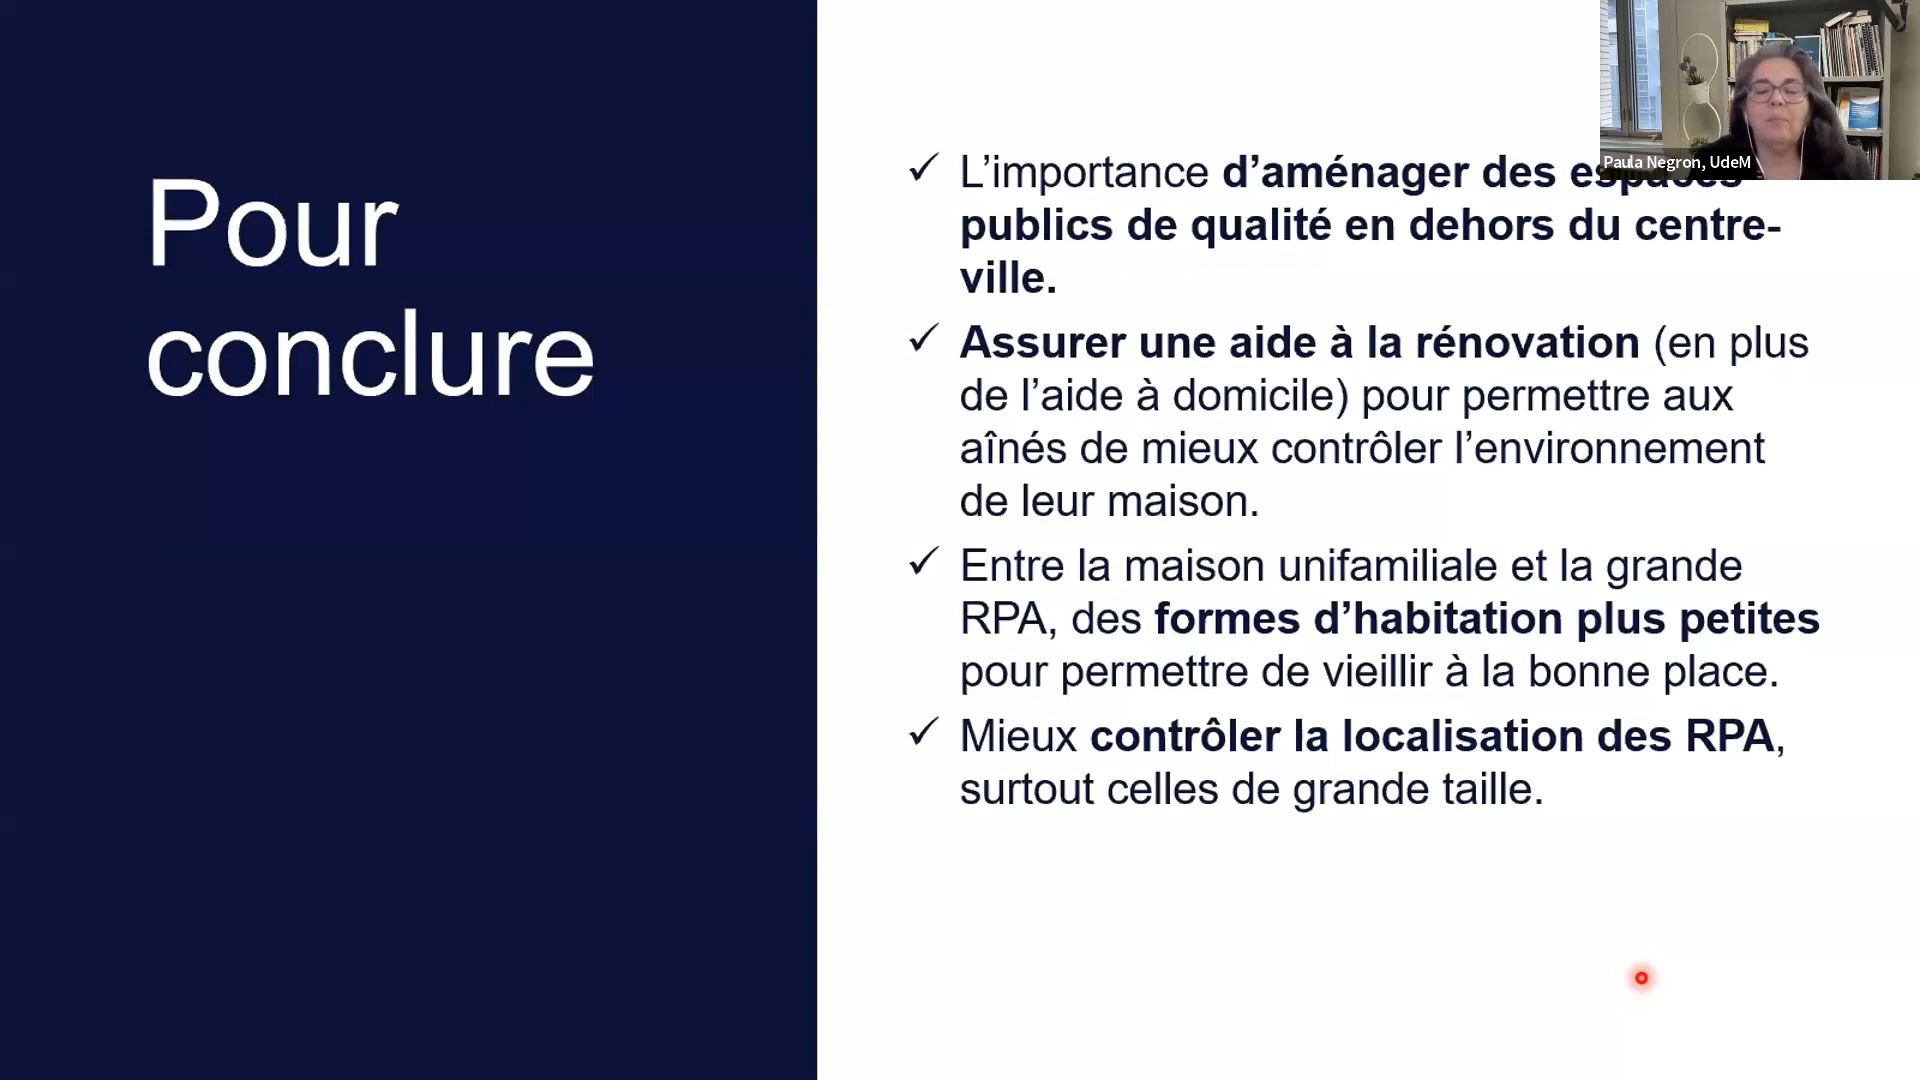 Pour
conclure
Paula Negron, UdeM
✓ L’importance d’aménager des espaces
publics de qualité en dehors du centre-
ville.
✓ Assurer une aide à la rénovation (en plus
de l’aide à domicile) pour permettre aux
aînés de mieux contrôler l’environnement
de leur maison.
✓ Entre la maison unifamiliale et la grande
RPA, des formes d’habitation plus petites
pour permettre de vieillir à la bonne place.
✓ Mieux contrôler la localisation des RPA,
surtout celles de grande taille.